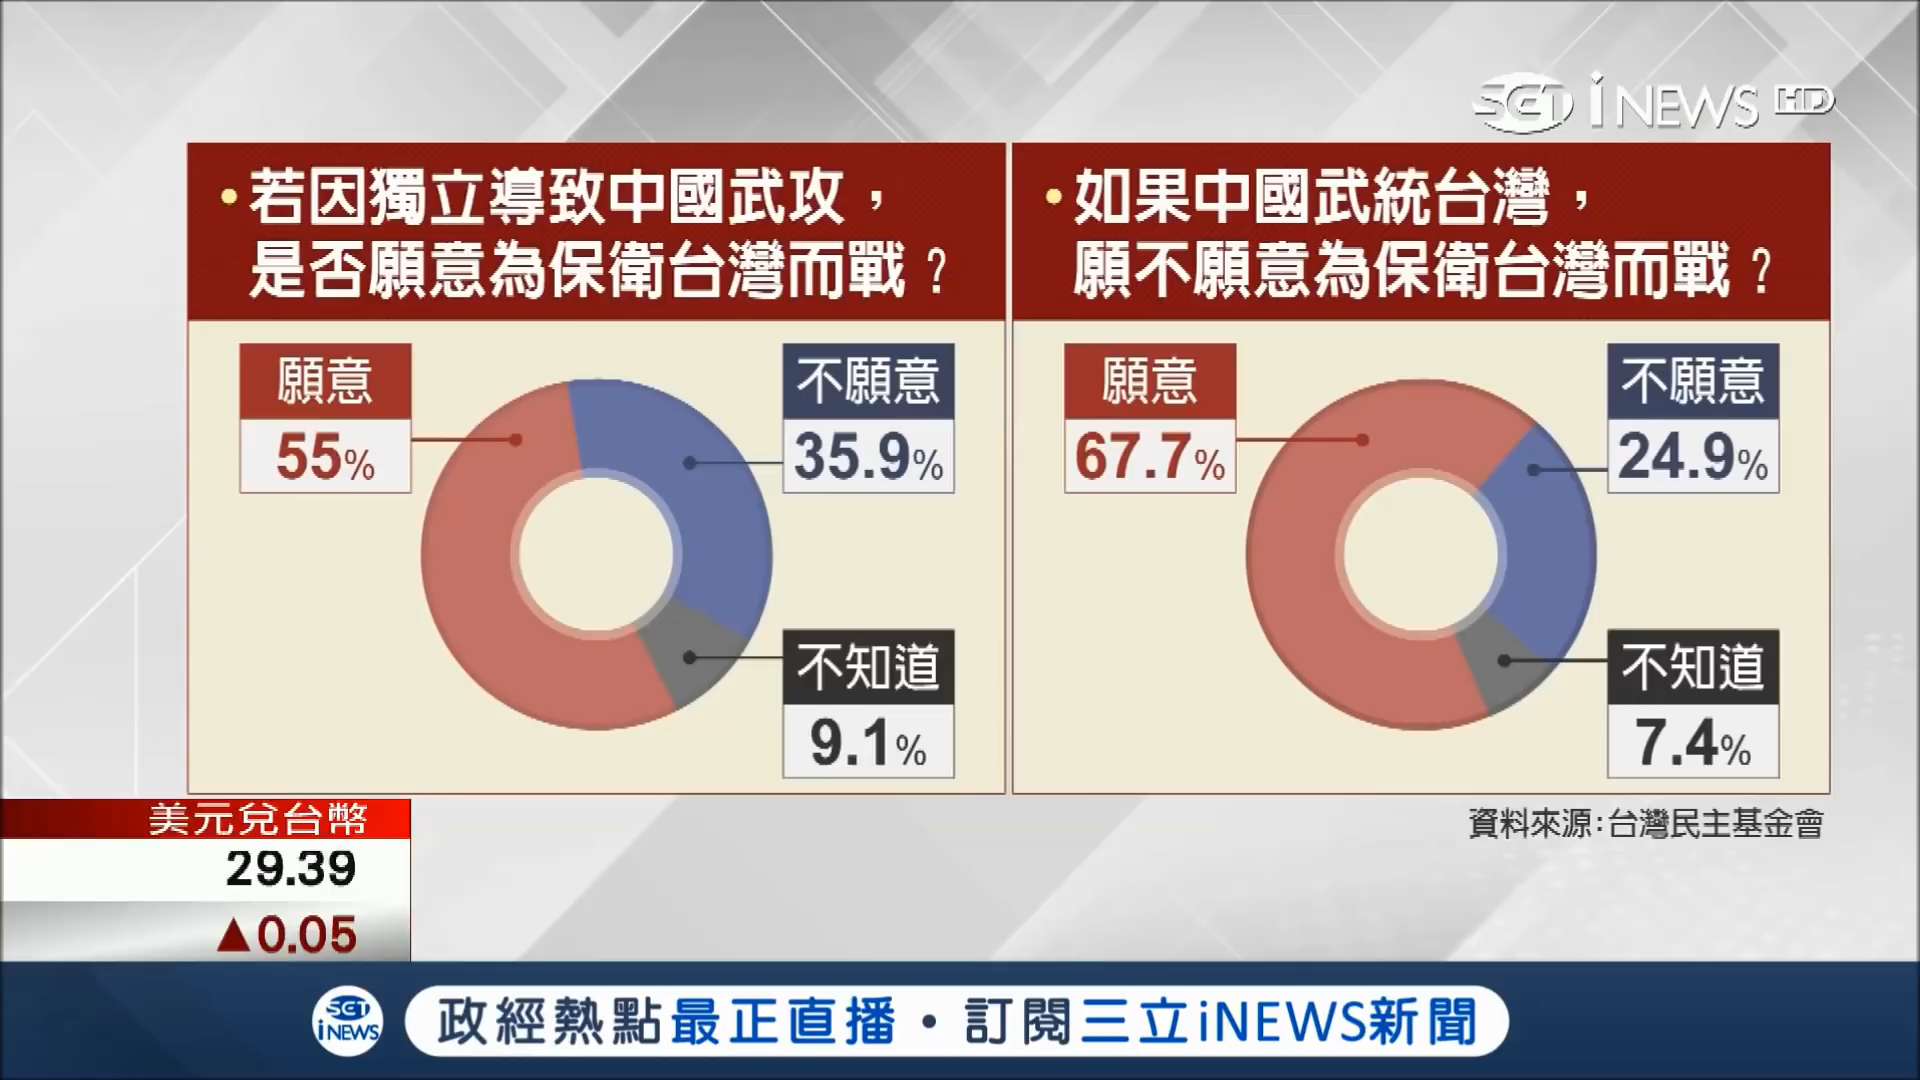 SET iNEWS HD
•若因獨立導致中國武攻，
是否願意為保衛台灣而戰？
願意
55%
不願意
35.9%
不知道
9.1%
•如果中國武統台灣，
願不願意為保衛台灣而戰？
願意
67.7%
不願意
24.9%
不知道
7.4%
資料來源:台灣民主基金會
美元兌台幣
29.39
▲0.05
SET iNEWS
政經熱點最正直播・訂閱三立iNEWS新聞